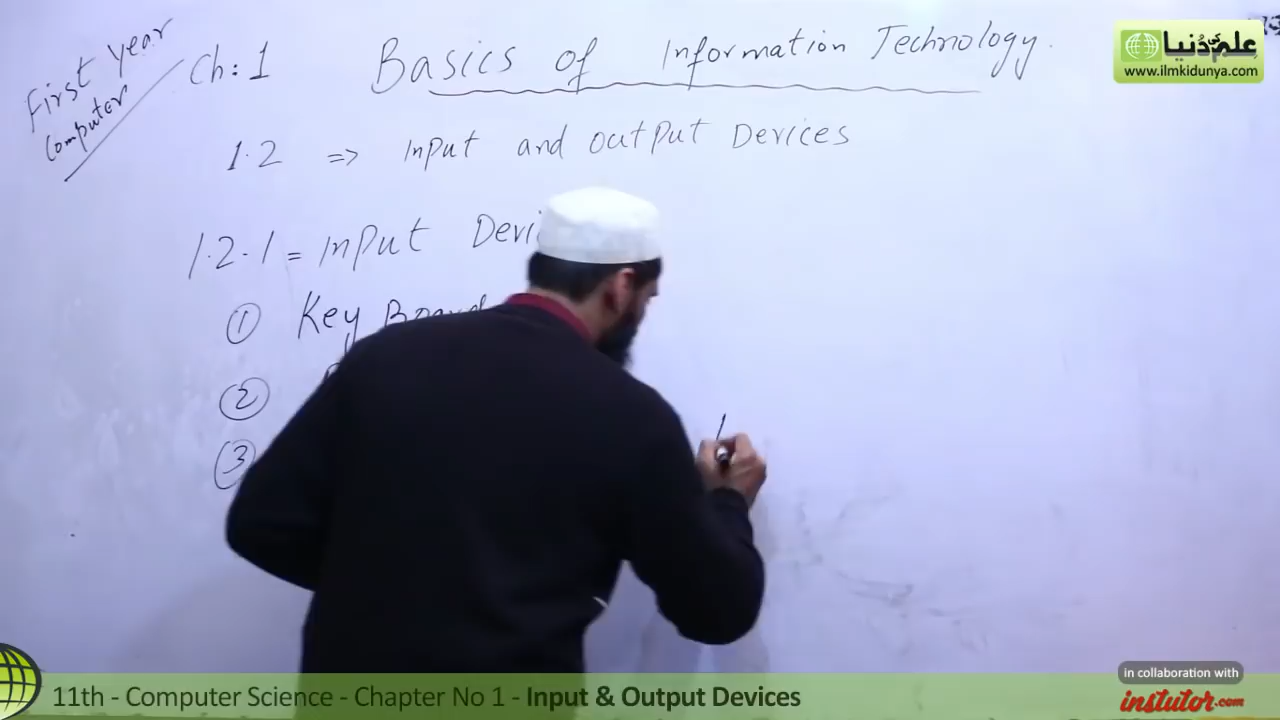 First Year
Computer
Ch: 1 Basics of Information Technology.
1.2 => Input and output Devices
1.2.1 = Input
① Key Board
②
③
علم کی دنیا
www.ilmkidunya.com
in collaboration with
instutor.com
11th - Computer Science - Chapter No 1 - Input & Output Devices